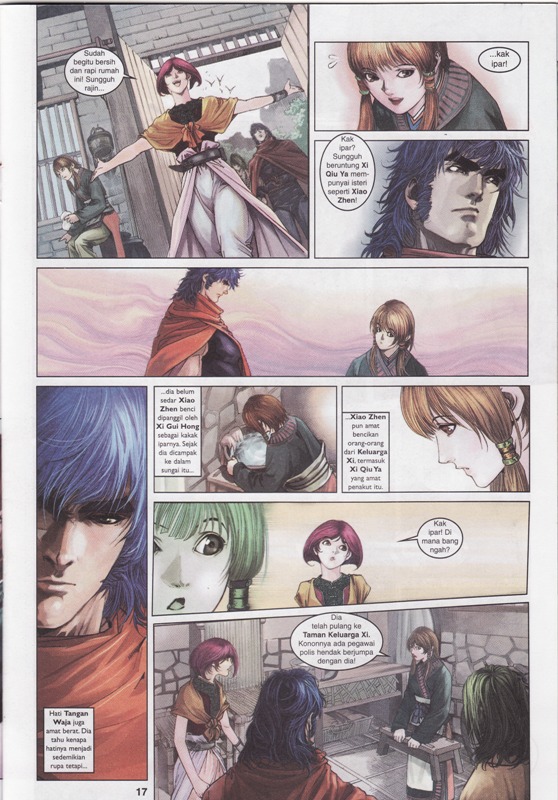 Sudah
begitu bersih
dan rapi rumah
ini! Sungguh
rajin...
...kak
ipar!
Kak
ipar?
Sungguh
beruntung Xi
Qiu Ya mem-
punyai isteri
seperti Xiao
Zhen!
...dia belum
sedar Xiao
Zhen benci
dipanggil oleh
Xi Gui Hong
sebagai kakak
iparnya. Sejak
dia dicampak
ke dalam
sungai itu...
...Xiao Zhen
pun amat
bencikan
orang-orang
dari Keluarga
Xi, termasuk
Xi Qiu Ya
yang amat
penakut itu.
Kak
ipar! Di
mana bang
ngah?
Dia
telah pulang ke
Taman Keluarga Xi.
Kononnya ada pegawai
polis hendak berjumpa
dengan dia!
Hati Tangan
Waja juga
amat berat. Dia
tahu kenapa
hatinya menjadi
sedemikian
rupa tetapi...
17